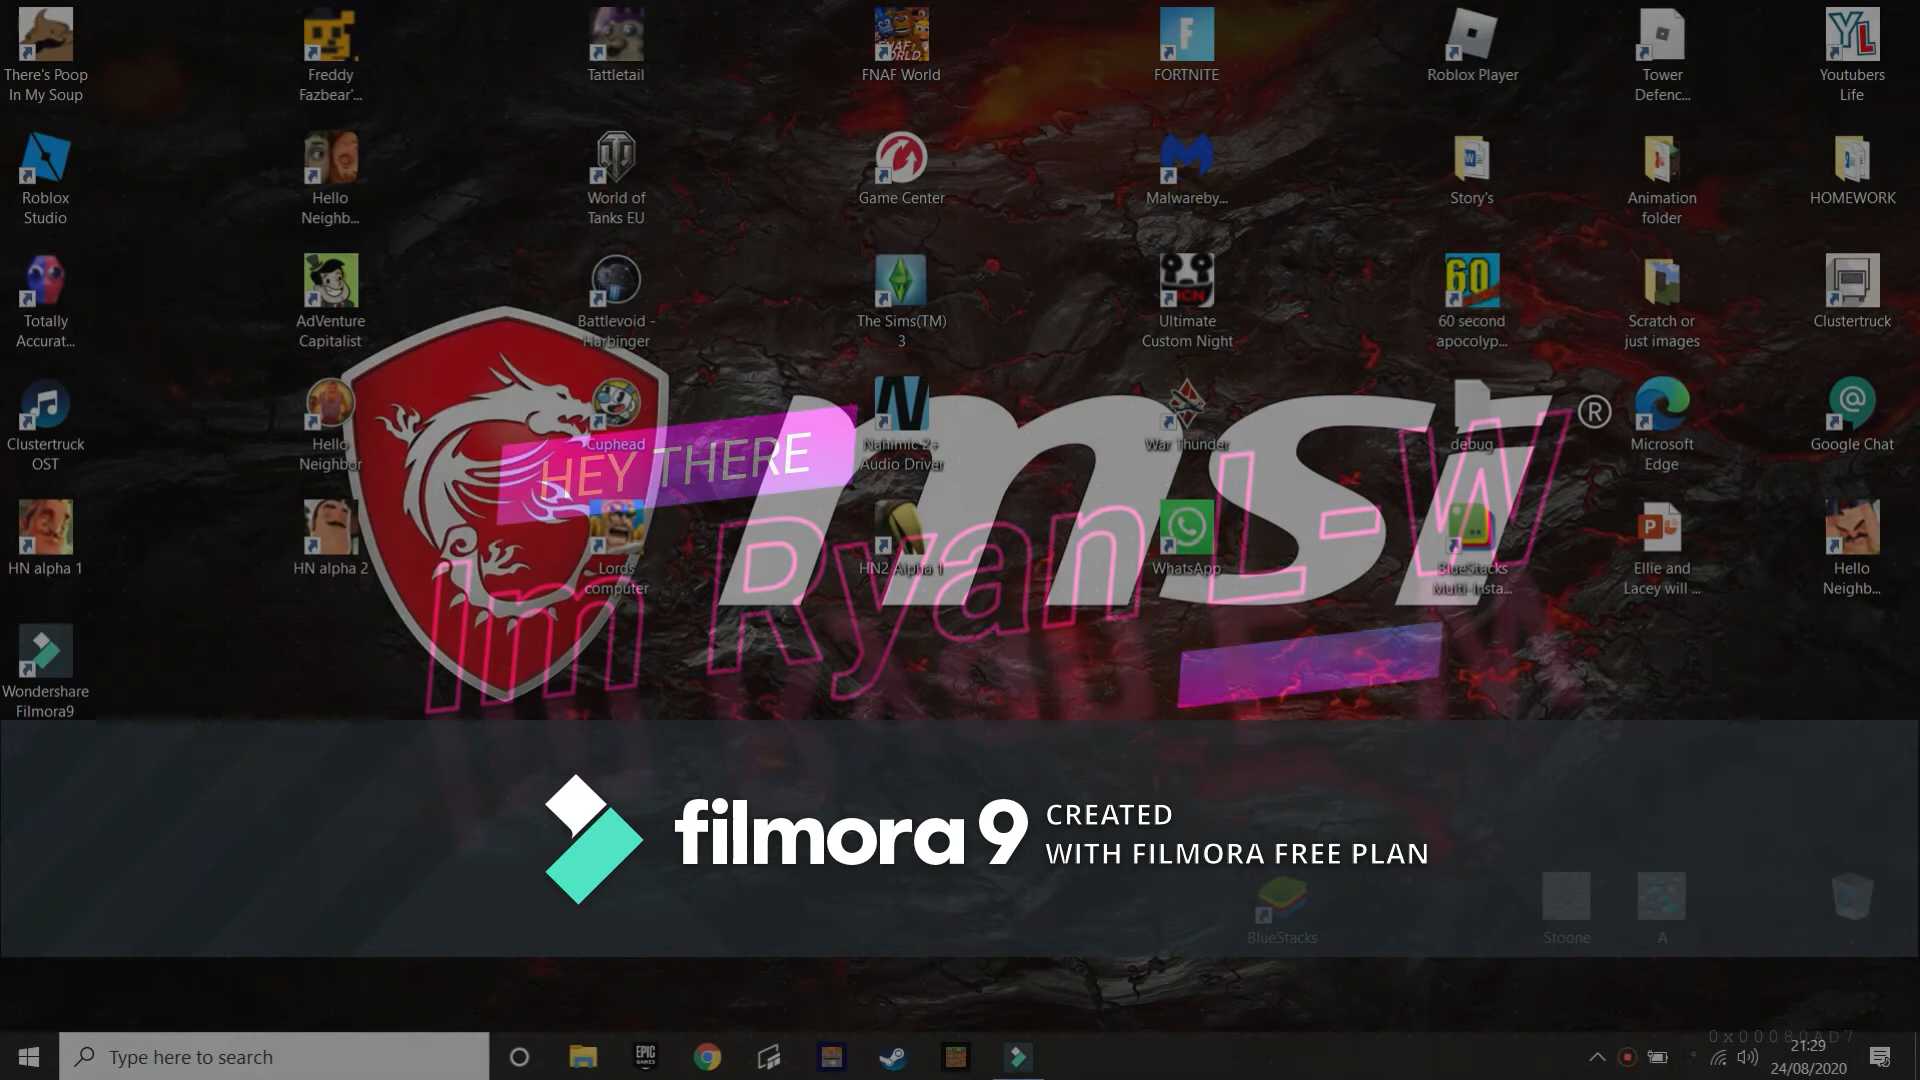 There's Poop
In My Soup
Freddy
Fazbear'...
Tattletail
FNAF World
FORTNITE
Roblox Player
Tower
Defenc...
Youtubers
Life
Roblox
Studio
Hello
Neighb...
World of
Tanks EU
Game Center
Malwareby...
Story's
Animation
folder
HOMEWORK
Totally
Accurat...
AdVenture
Capitalist
Battlevoid -
Harbinger
The Sims(TM)
3
Ultimate
Custom Night
60 second
apocolyp...
Scratch or
just images
Clustertruck
Clustertruck
OST
Hello
Neighbor
Cuphead
Nahimic 2+
Audio Driver
War Thunder
debug
Microsoft
Edge
Google Chat
HEY THERE
msi ®
Im Ryan L-W
HN alpha 1
HN alpha 2
Lords
computer
HN2 Alpha 1
WhatsApp
BlueStacks
Multi-Insta...
Ellie and
Lacey will ...
Hello
Neighb...
Wondershare
Filmora9
filmora9 CREATED
WITH FILMORA FREE PLAN
BlueStacks
Stoone
A
Type here to search
EPIC
GAMES
0x00080AD7
21:29
24/08/2020